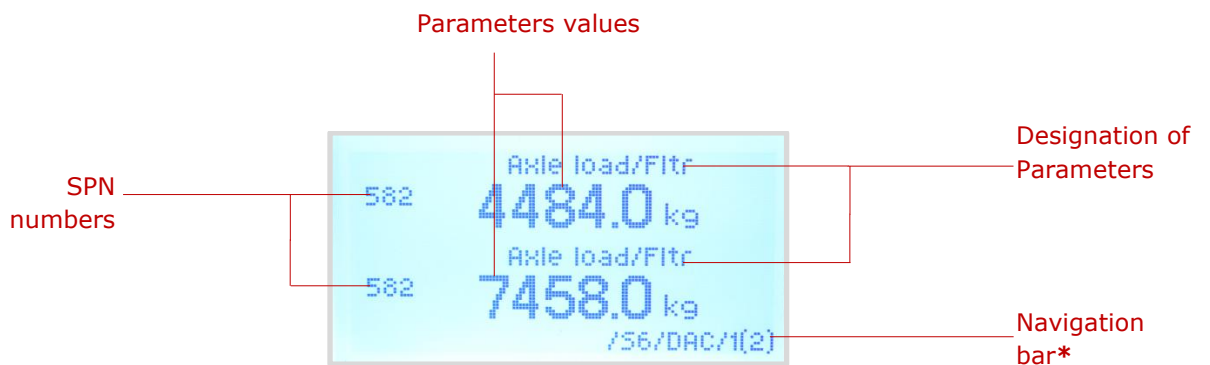 Parameters values
Designation of
Parameters
SPN
numbers
Axle load/Fltr
582 4484.0 kg
Axle load/Fltr
582 7458.0 kg
/S6/DAC/1(2)
Navigation
bar*